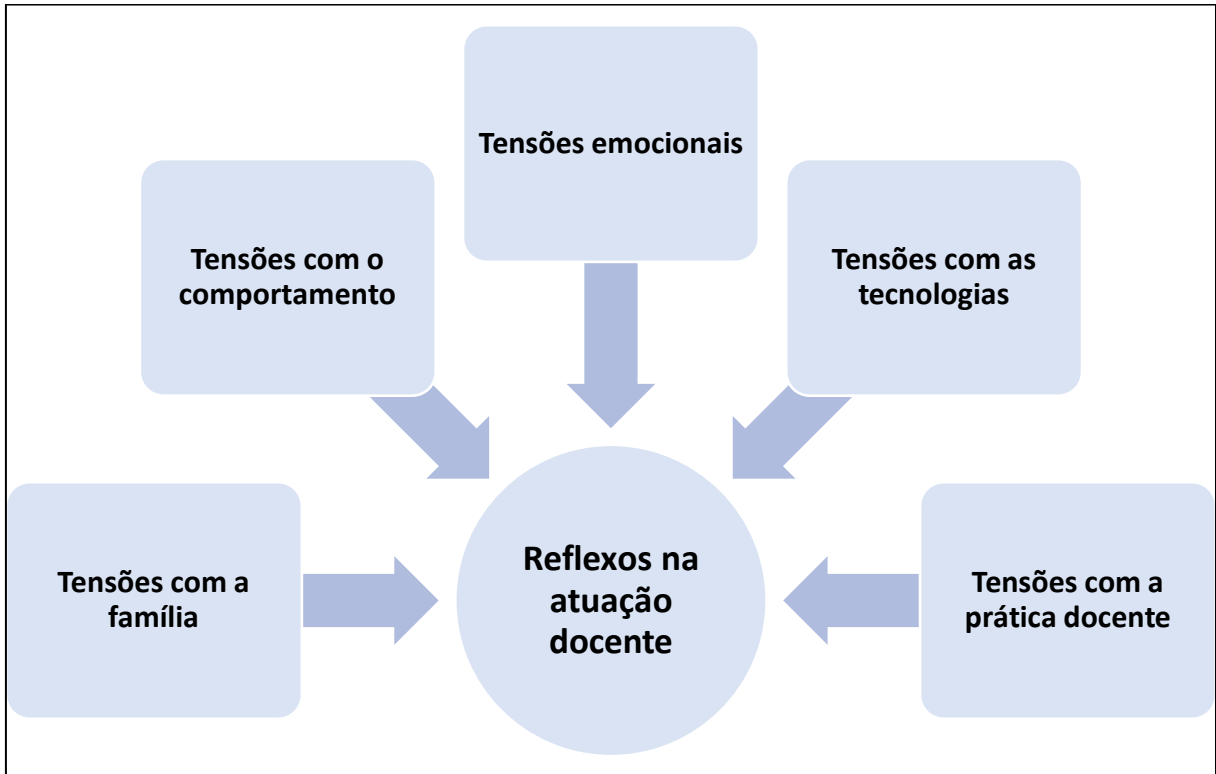 Tensões emocionais
Tensões com o
comportamento
Tensões com as
tecnologias
Tensões com a
família
Reflexos na
atuação
docente
Tensões com a
prática docente